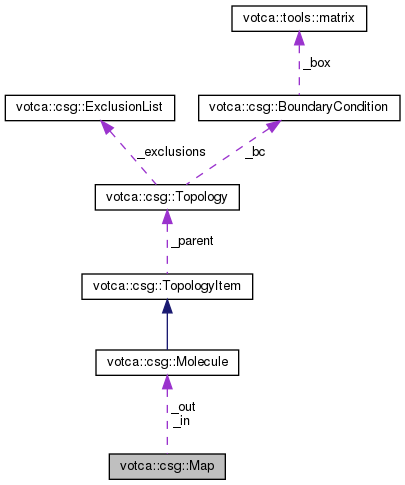 votca::tools::matrix
_box
votca::csg::ExclusionList
votca::csg::BoundaryCondition
_exclusions
_bc
votca::csg::Topology
_parent
votca::csg::TopologyItem
votca::csg::Molecule
_out
_in
votca::csg::Map